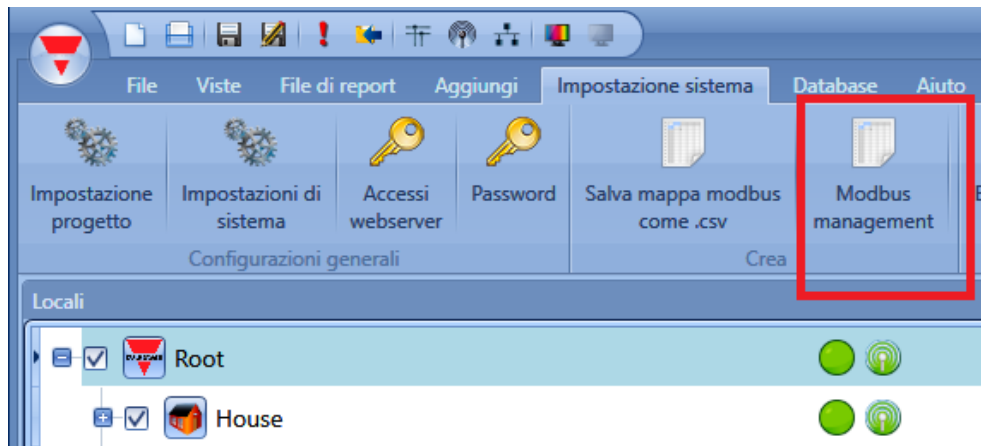 File Viste File di report Aggiungi Impostazione sistema Database Aiuto
Impostazione progetto
Impostazioni di sistema
Accessi webserver
Password
Salva mappa modbus come .csv
Modbus management
Configurazioni generali
Crea
Locali
Root
House